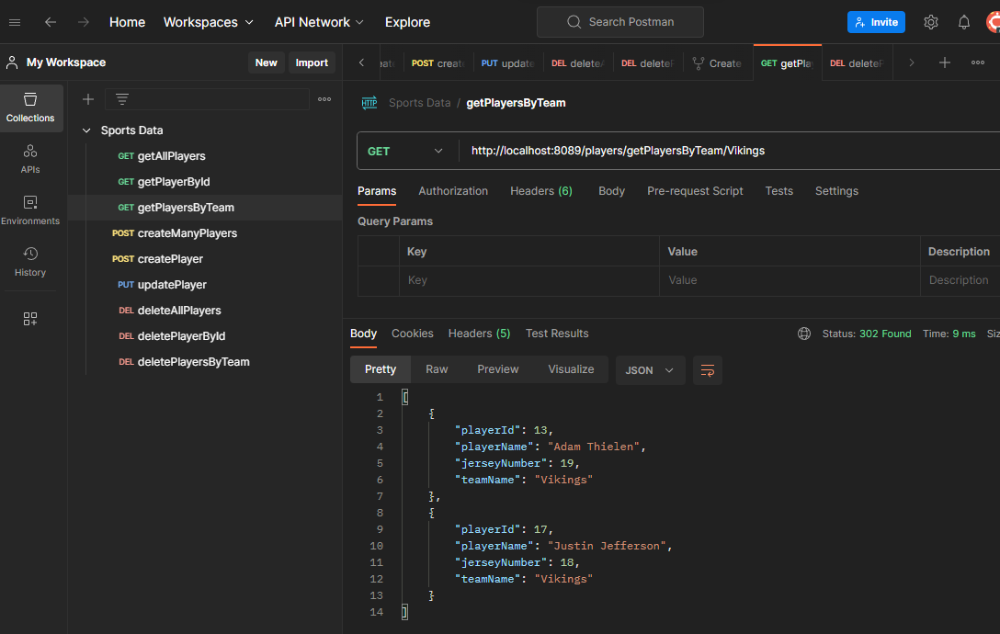 Home Workspaces API Network Explore Search Postman Invite
My Workspace New Import
POST create PUT update DEL deleteA DEL deleteP Create GET getPlay DEL deleteP
Collections
APIs
Environments
History
Sports Data
GET getAllPlayers
GET getPlayerById
GET getPlayersByTeam
POST createManyPlayers
POST createPlayer
PUT updatePlayer
DEL deleteAllPlayers
DEL deletePlayerById
DEL deletePlayersByTeam
HTTP Sports Data / getPlayersByTeam
GET http://localhost:8089/players/getPlayersByTeam/Vikings
Params Authorization Headers (6) Body Pre-request Script Tests Settings
Query Params
Key Value Description
Key Value Description
Body Cookies Headers (5) Test Results Status: 302 Found Time: 9 ms
Pretty Raw Preview Visualize JSON
1 [
2 {
3 "playerId": 13,
4 "playerName": "Adam Thielen",
5 "jerseyNumber": 19,
6 "teamName": "Vikings"
7 },
8 {
9 "playerId": 17,
10 "playerName": "Justin Jefferson",
11 "jerseyNumber": 18,
12 "teamName": "Vikings"
13 }
14 ]